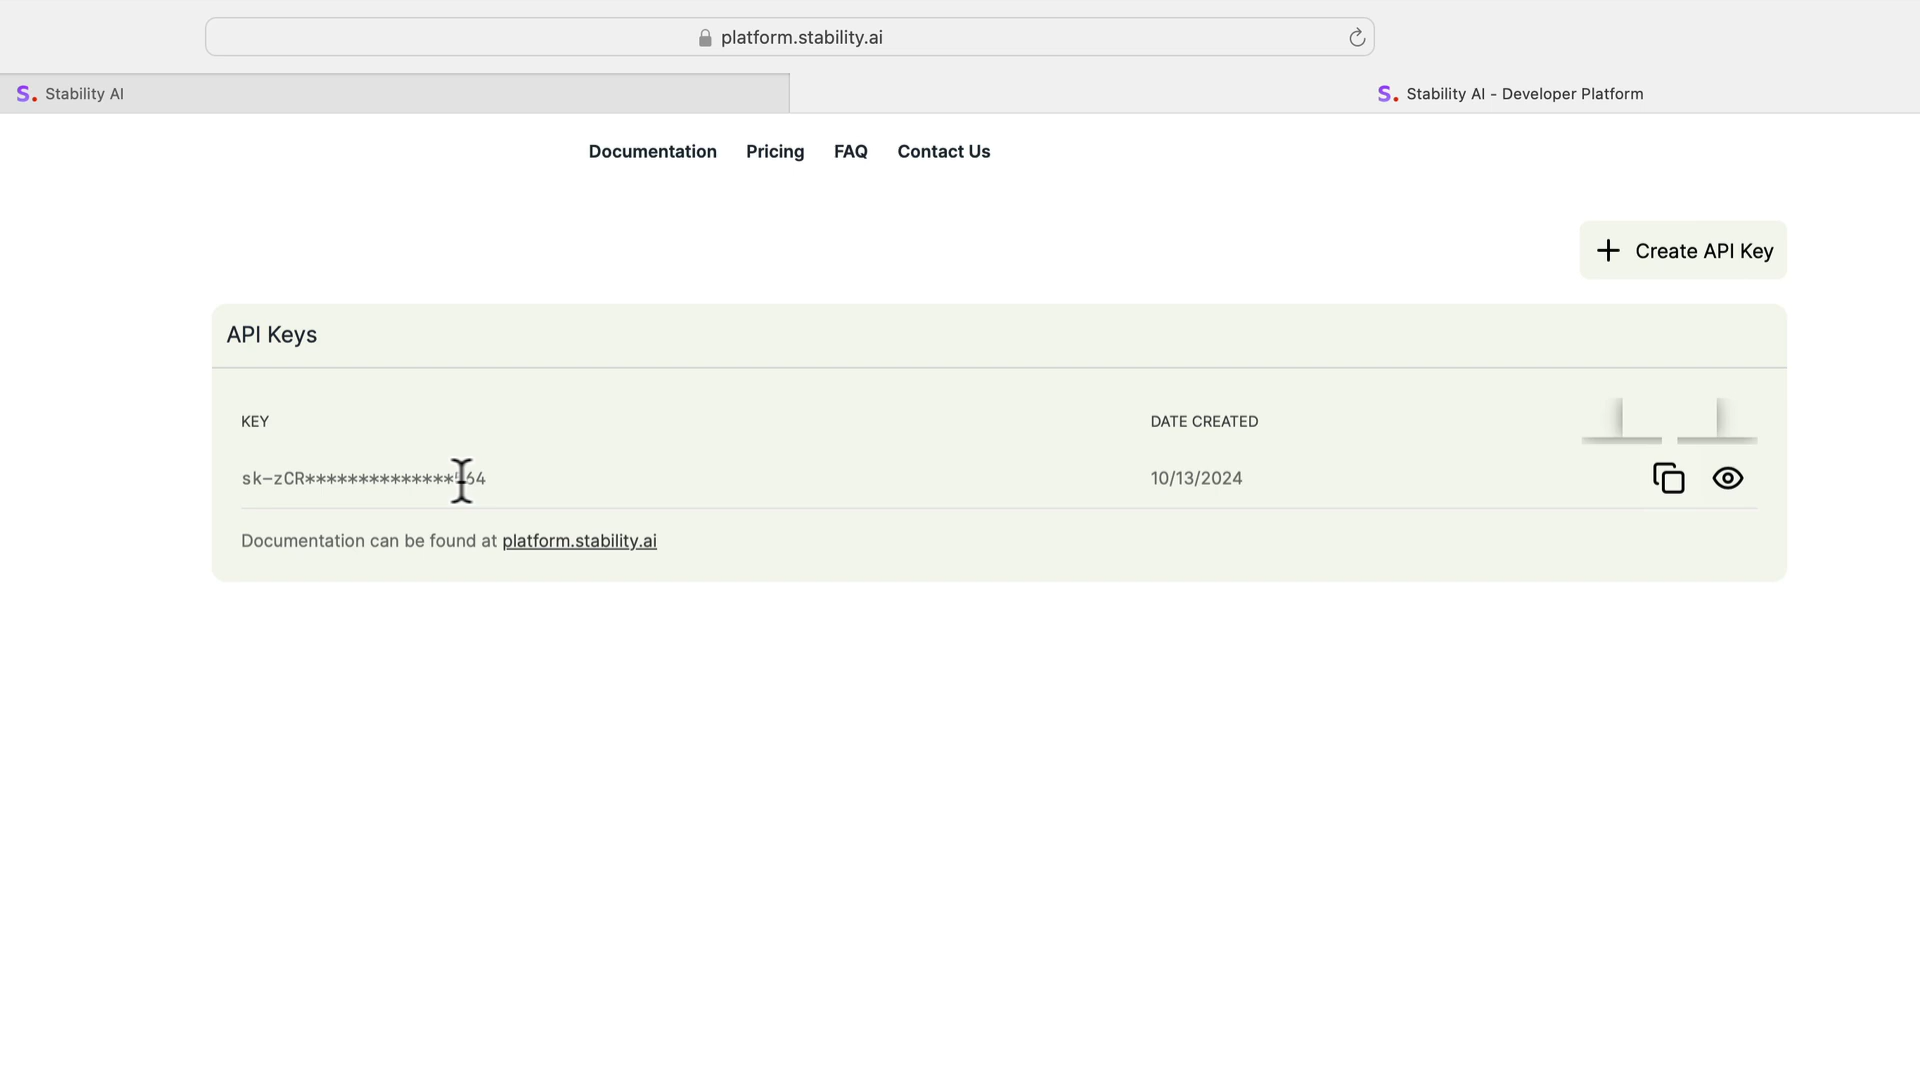 platform.stability.ai
S. Stability AI
S. Stability AI - Developer Platform
Documentation Pricing FAQ Contact Us
+ Create API Key
API Keys
KEY DATE CREATED
10/13/2024
Documentation can be found at platform.stability.ai